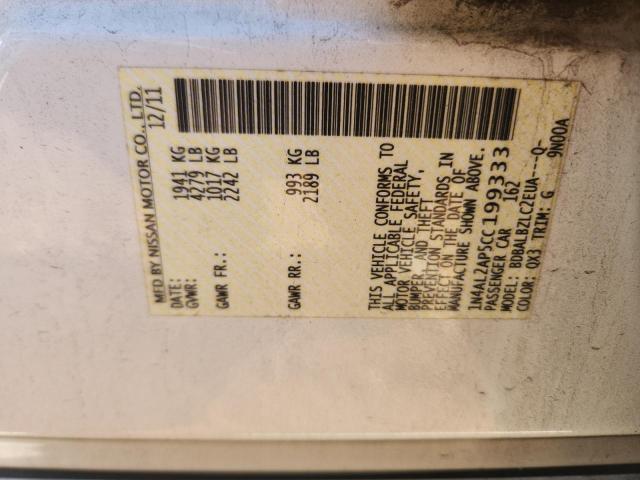 MFD BY NISSAN MOTOR CO., LTD.
DATE: 12/11
GVWR: 1941 KG
4279 LB
GAWR FR.: 1017 KG
2242 LB
GAWR RR.: 993 KG
2189 LB
THIS VEHICLE CONFORMS TO
ALL APPLICABLE FEDERAL
MOTOR VEHICLE SAFETY,
BUMPER, AND THEFT
PREVENTION STANDARDS IN
EFFECT ON THE DATE OF
MANUFACTURE SHOWN ABOVE.
1N4AL2AP5CC199333
PASSENGER CAR 162
MODEL: BDBALBZLC2EUA---Q-
COLOR: QX3 TRIM: G 9N00A